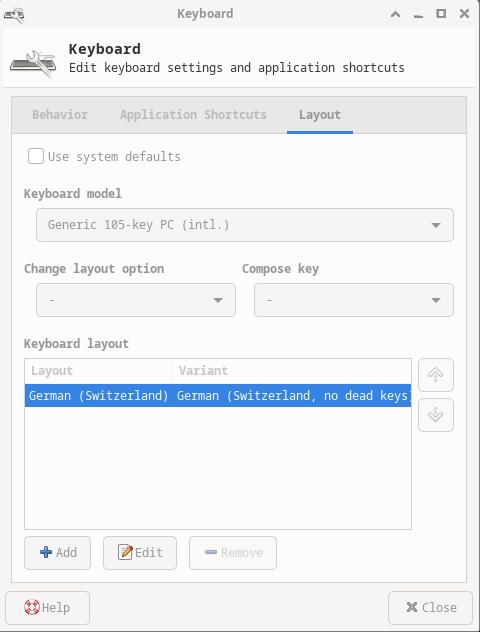 Keyboard
Keyboard
Edit keyboard settings and application shortcuts
Behavior Application Shortcuts Layout
Use system defaults
Keyboard model
Generic 105-key PC (intl.)
Change layout option Compose key
- -
Keyboard layout
Layout Variant
German (Switzerland) German (Switzerland, no dead keys)
Add Edit Remove
Help Close